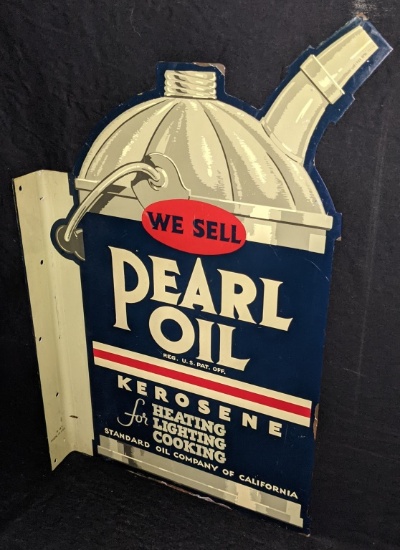 WE SELL
PEARL
OIL
REG. U.S. PAT. OFF.
KEROSENE
for HEATING
LIGHTING
COOKING
STANDARD OIL COMPANY OF CALIFORNIA